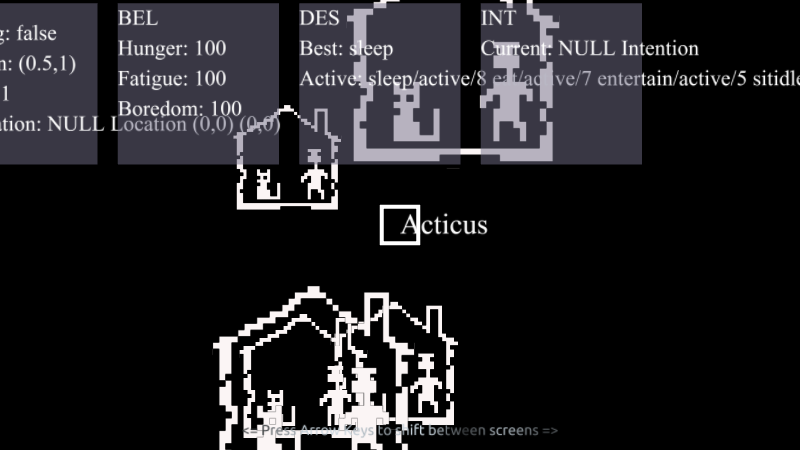 g: false
n: (0.5,1)
1
ation: NULL Location (0,0) (0,0)
BEL
Hunger: 100
Fatigue: 100
Boredom: 100
DES
Best: sleep
Active: sleep/active/8 eat/active/7 entertain/active/5 sitidle
INT
Current: NULL Intention
Acticus
<= Press Arrow Keys to shift between screens =>